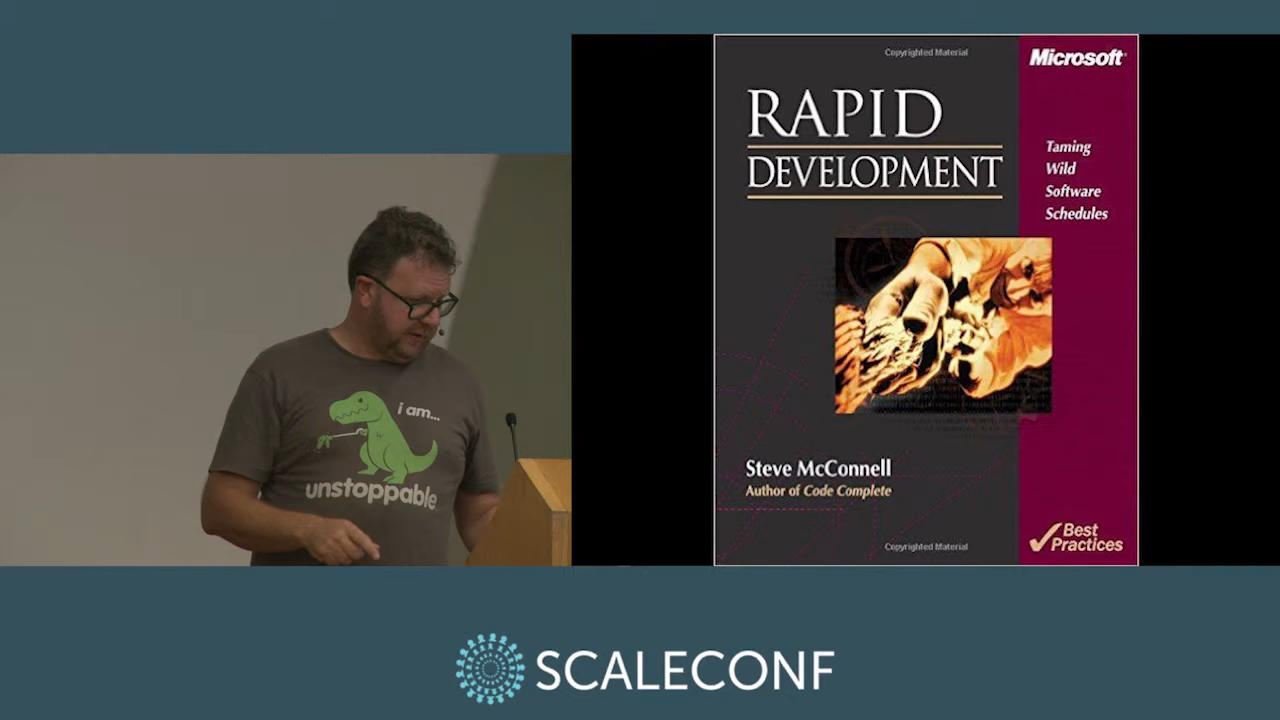 i am...
unstoppable
Copyrighted Material
Microsoft
RAPID
DEVELOPMENT
Taming
Wild
Software
Schedules
Steve McConnell
Author of Code Complete
Best
Practices
Copyrighted Material
SCALECONF